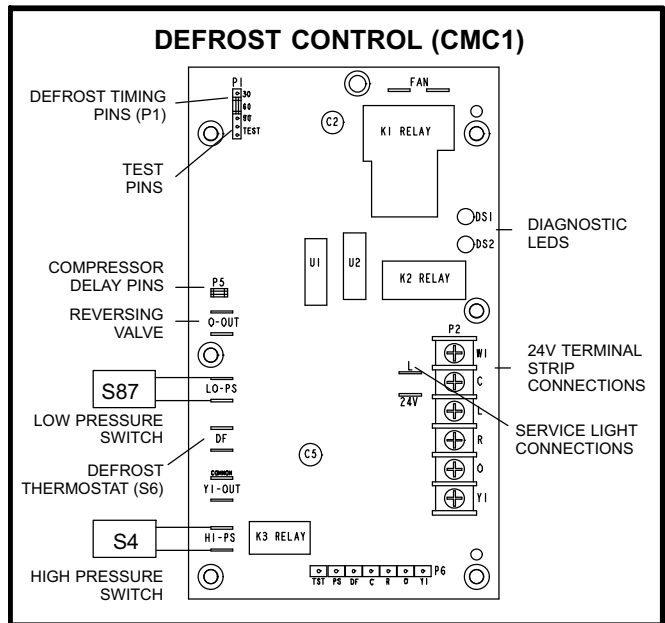 DEFROST CONTROL (CMC1)
DEFROST TIMING
PINS (P1)
TEST
PINS
COMPRESSOR
DELAY PINS
REVERSING
VALVE
S87
LOW PRESSURE
SWITCH
DEFROST
THERMOSTAT (S6)
S4
HIGH PRESSURE
SWITCH
P1
30
60
90
TEST
P5
O-OUT
LO-PS
DF
COMMON
Y1-OUT
HI-PS
FAN
C2
K1 RELAY
DS1
DS2
U1
U2
K2 RELAY
P2
W1
C
L
R
O
Y1
L
24V
C5
K3 RELAY
P6
TST PS DF C R O Y1
DIAGNOSTIC
LEDS
24V TERMINAL
STRIP
CONNECTIONS
SERVICE LIGHT
CONNECTIONS